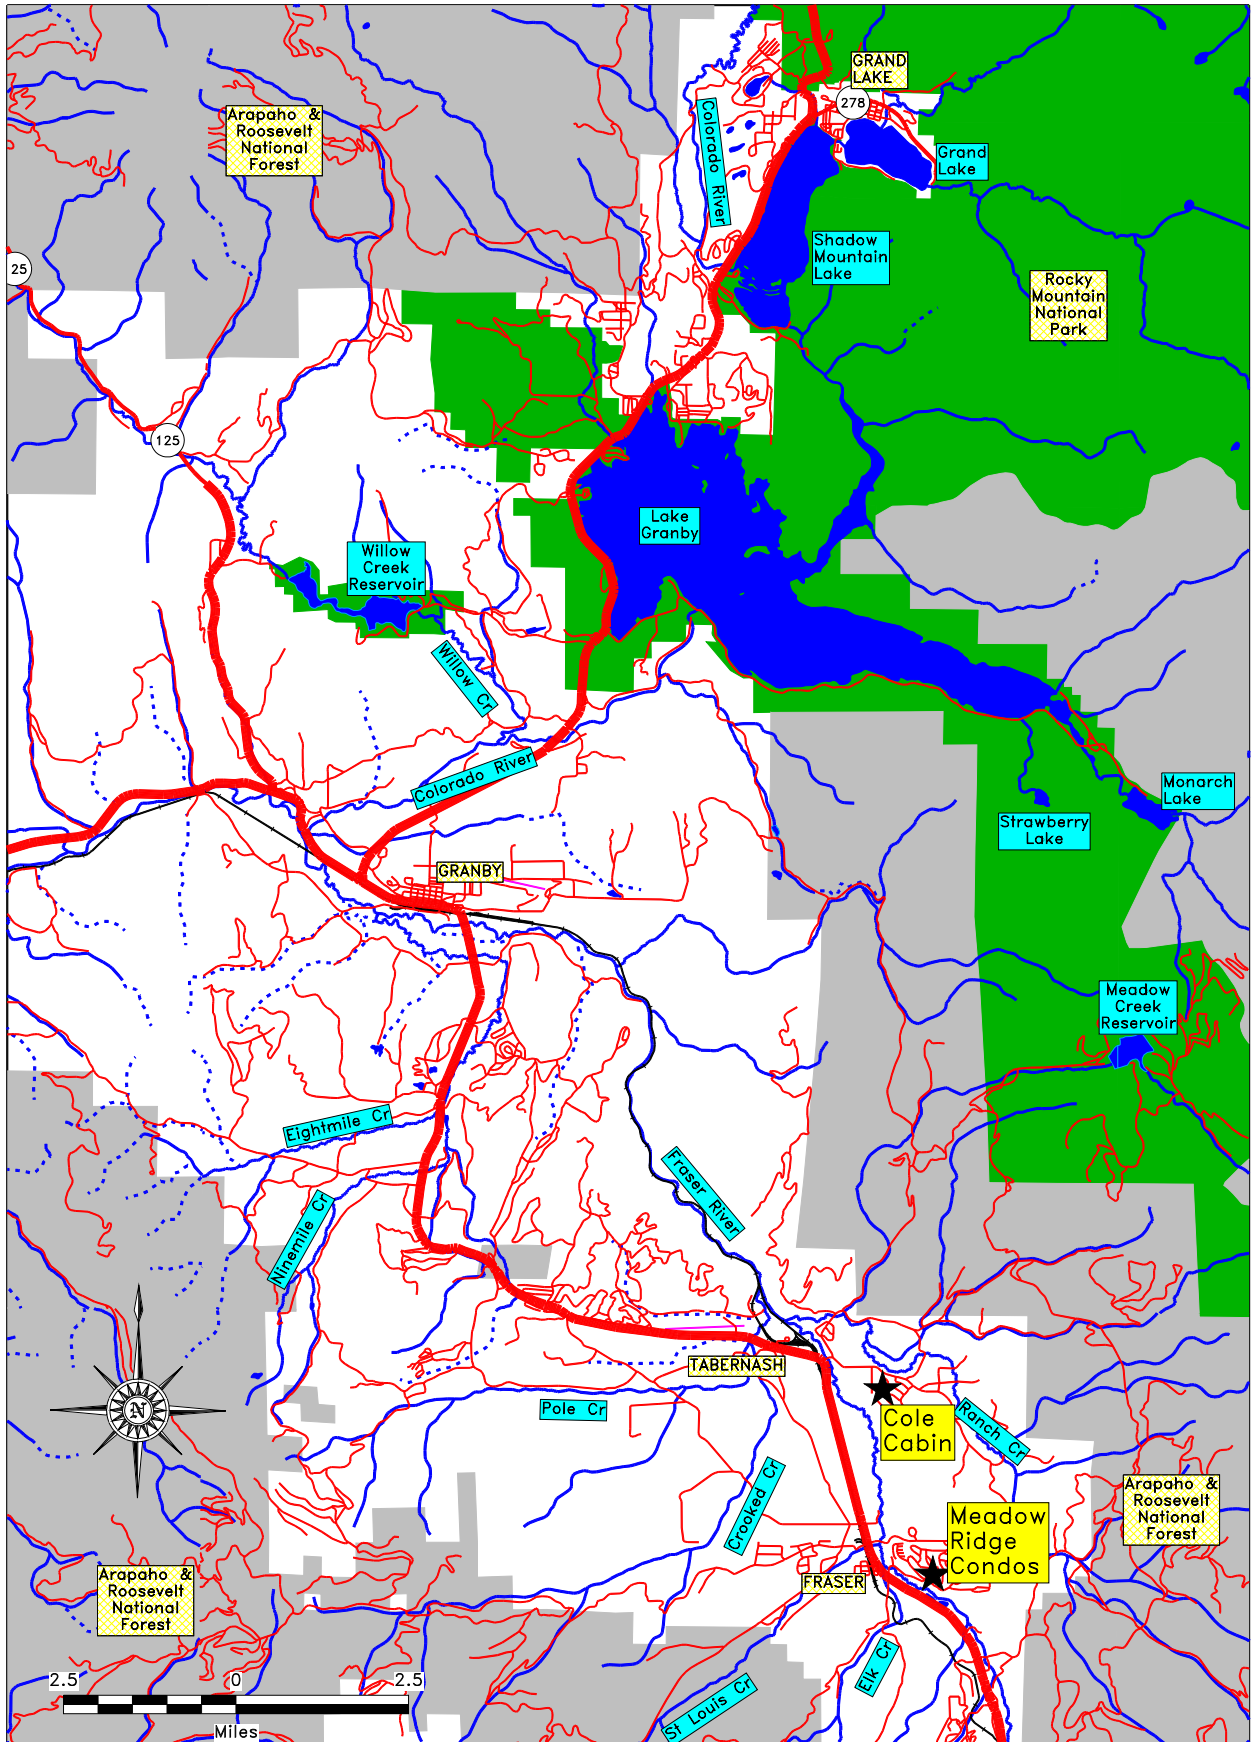 GRAND
LAKE
278
Arapaho &
Roosevelt
National
Forest
Colorado River
Grand
Lake
Shadow
Mountain
Lake
25
Rocky
Mountain
National
Park
125
Lake
Granby
Willow
Creek
Reservoir
Willow Cr
Colorado River
Monarch
Lake
Strawberry
Lake
GRANBY
Meadow
Creek
Reservoir
Eightmile Cr
Fraser River
Ninemile Cr
TABERNASH
N
Pole Cr
Cole
Cabin
Ranch Cr
Crooked Cr
Arapaho &
Roosevelt
National
Forest
Meadow
Ridge
Condos
Arapaho &
Roosevelt
National
Forest
FRASER
Elk Cr
St Louis Cr
2.5 0 2.5
Miles